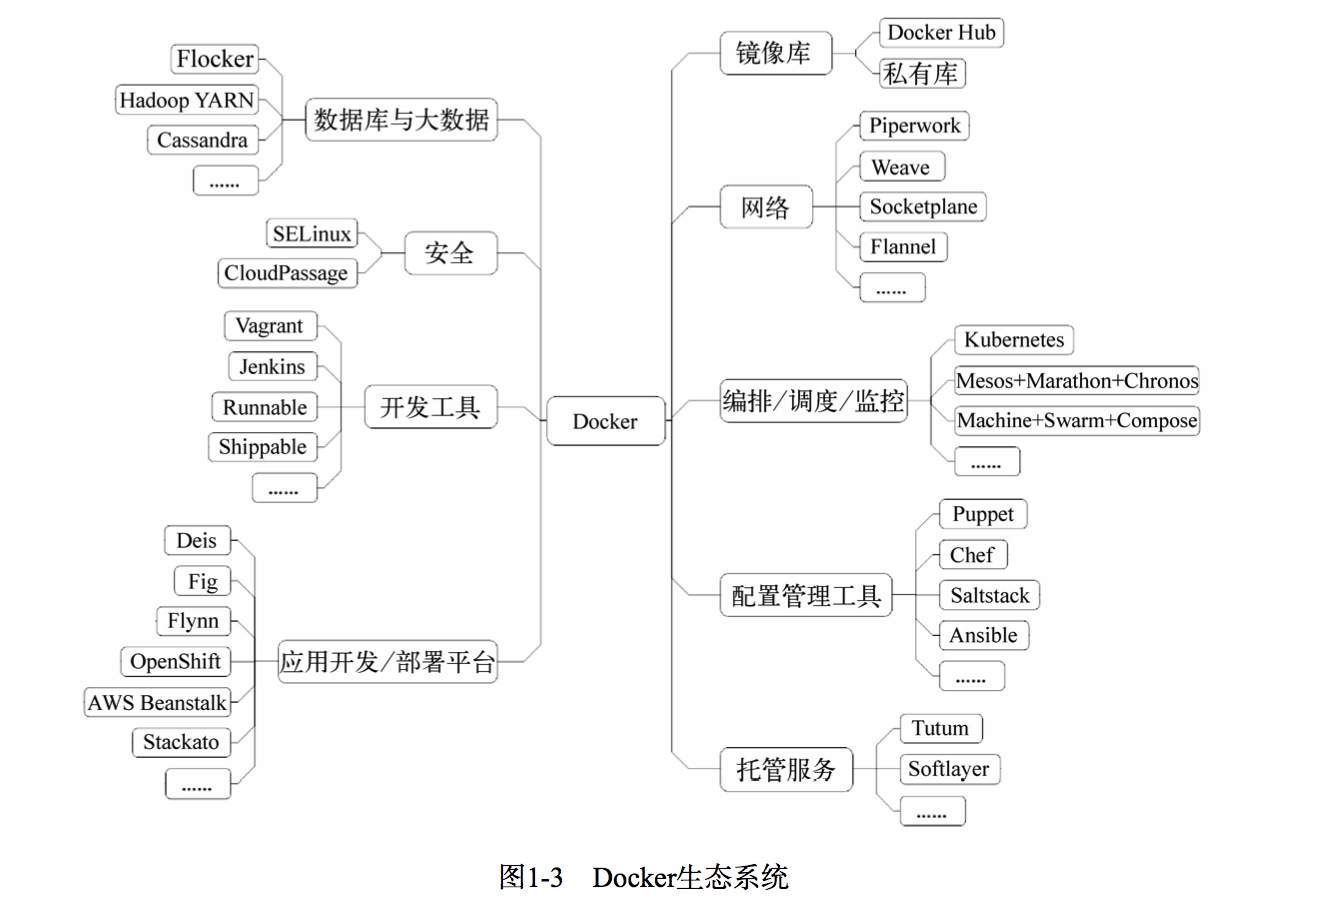 Flocker
Hadoop YARN
Cassandra
......
数据库与大数据
SELinux
CloudPassage
安全
Vagrant
Jenkins
Runnable
Shippable
......
开发工具
Deis
Fig
Flynn
OpenShift
AWS Beanstalk
Stackato
......
应用开发/部署平台
Docker
镜像库
Docker Hub
私有库
网络
Piperwork
Weave
Socketplane
Flannel
......
编排/调度/监控
Kubernetes
Mesos+Marathon+Chronos
Machine+Swarm+Compose
......
配置管理工具
Puppet
Chef
Saltstack
Ansible
......
托管服务
Tutum
Softlayer
......
图1-3 Docker生态系统